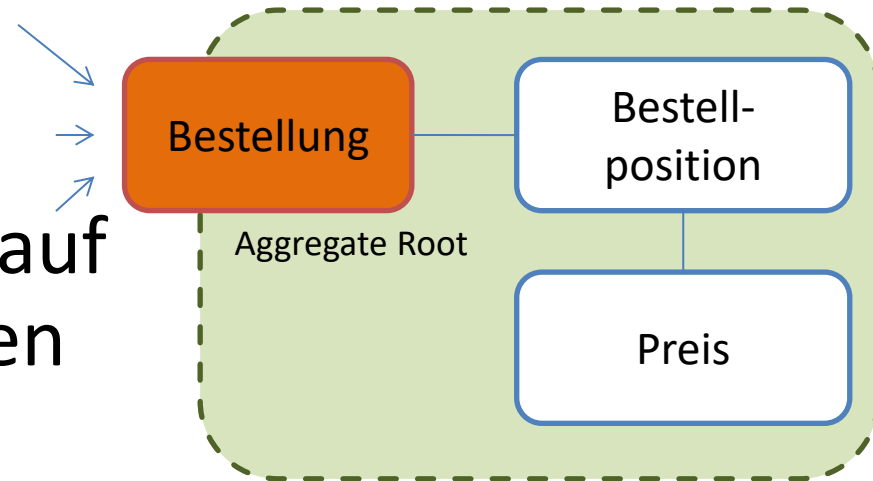 Bestellung
Bestell-
position
Aggregate Root
auf
en
Preis